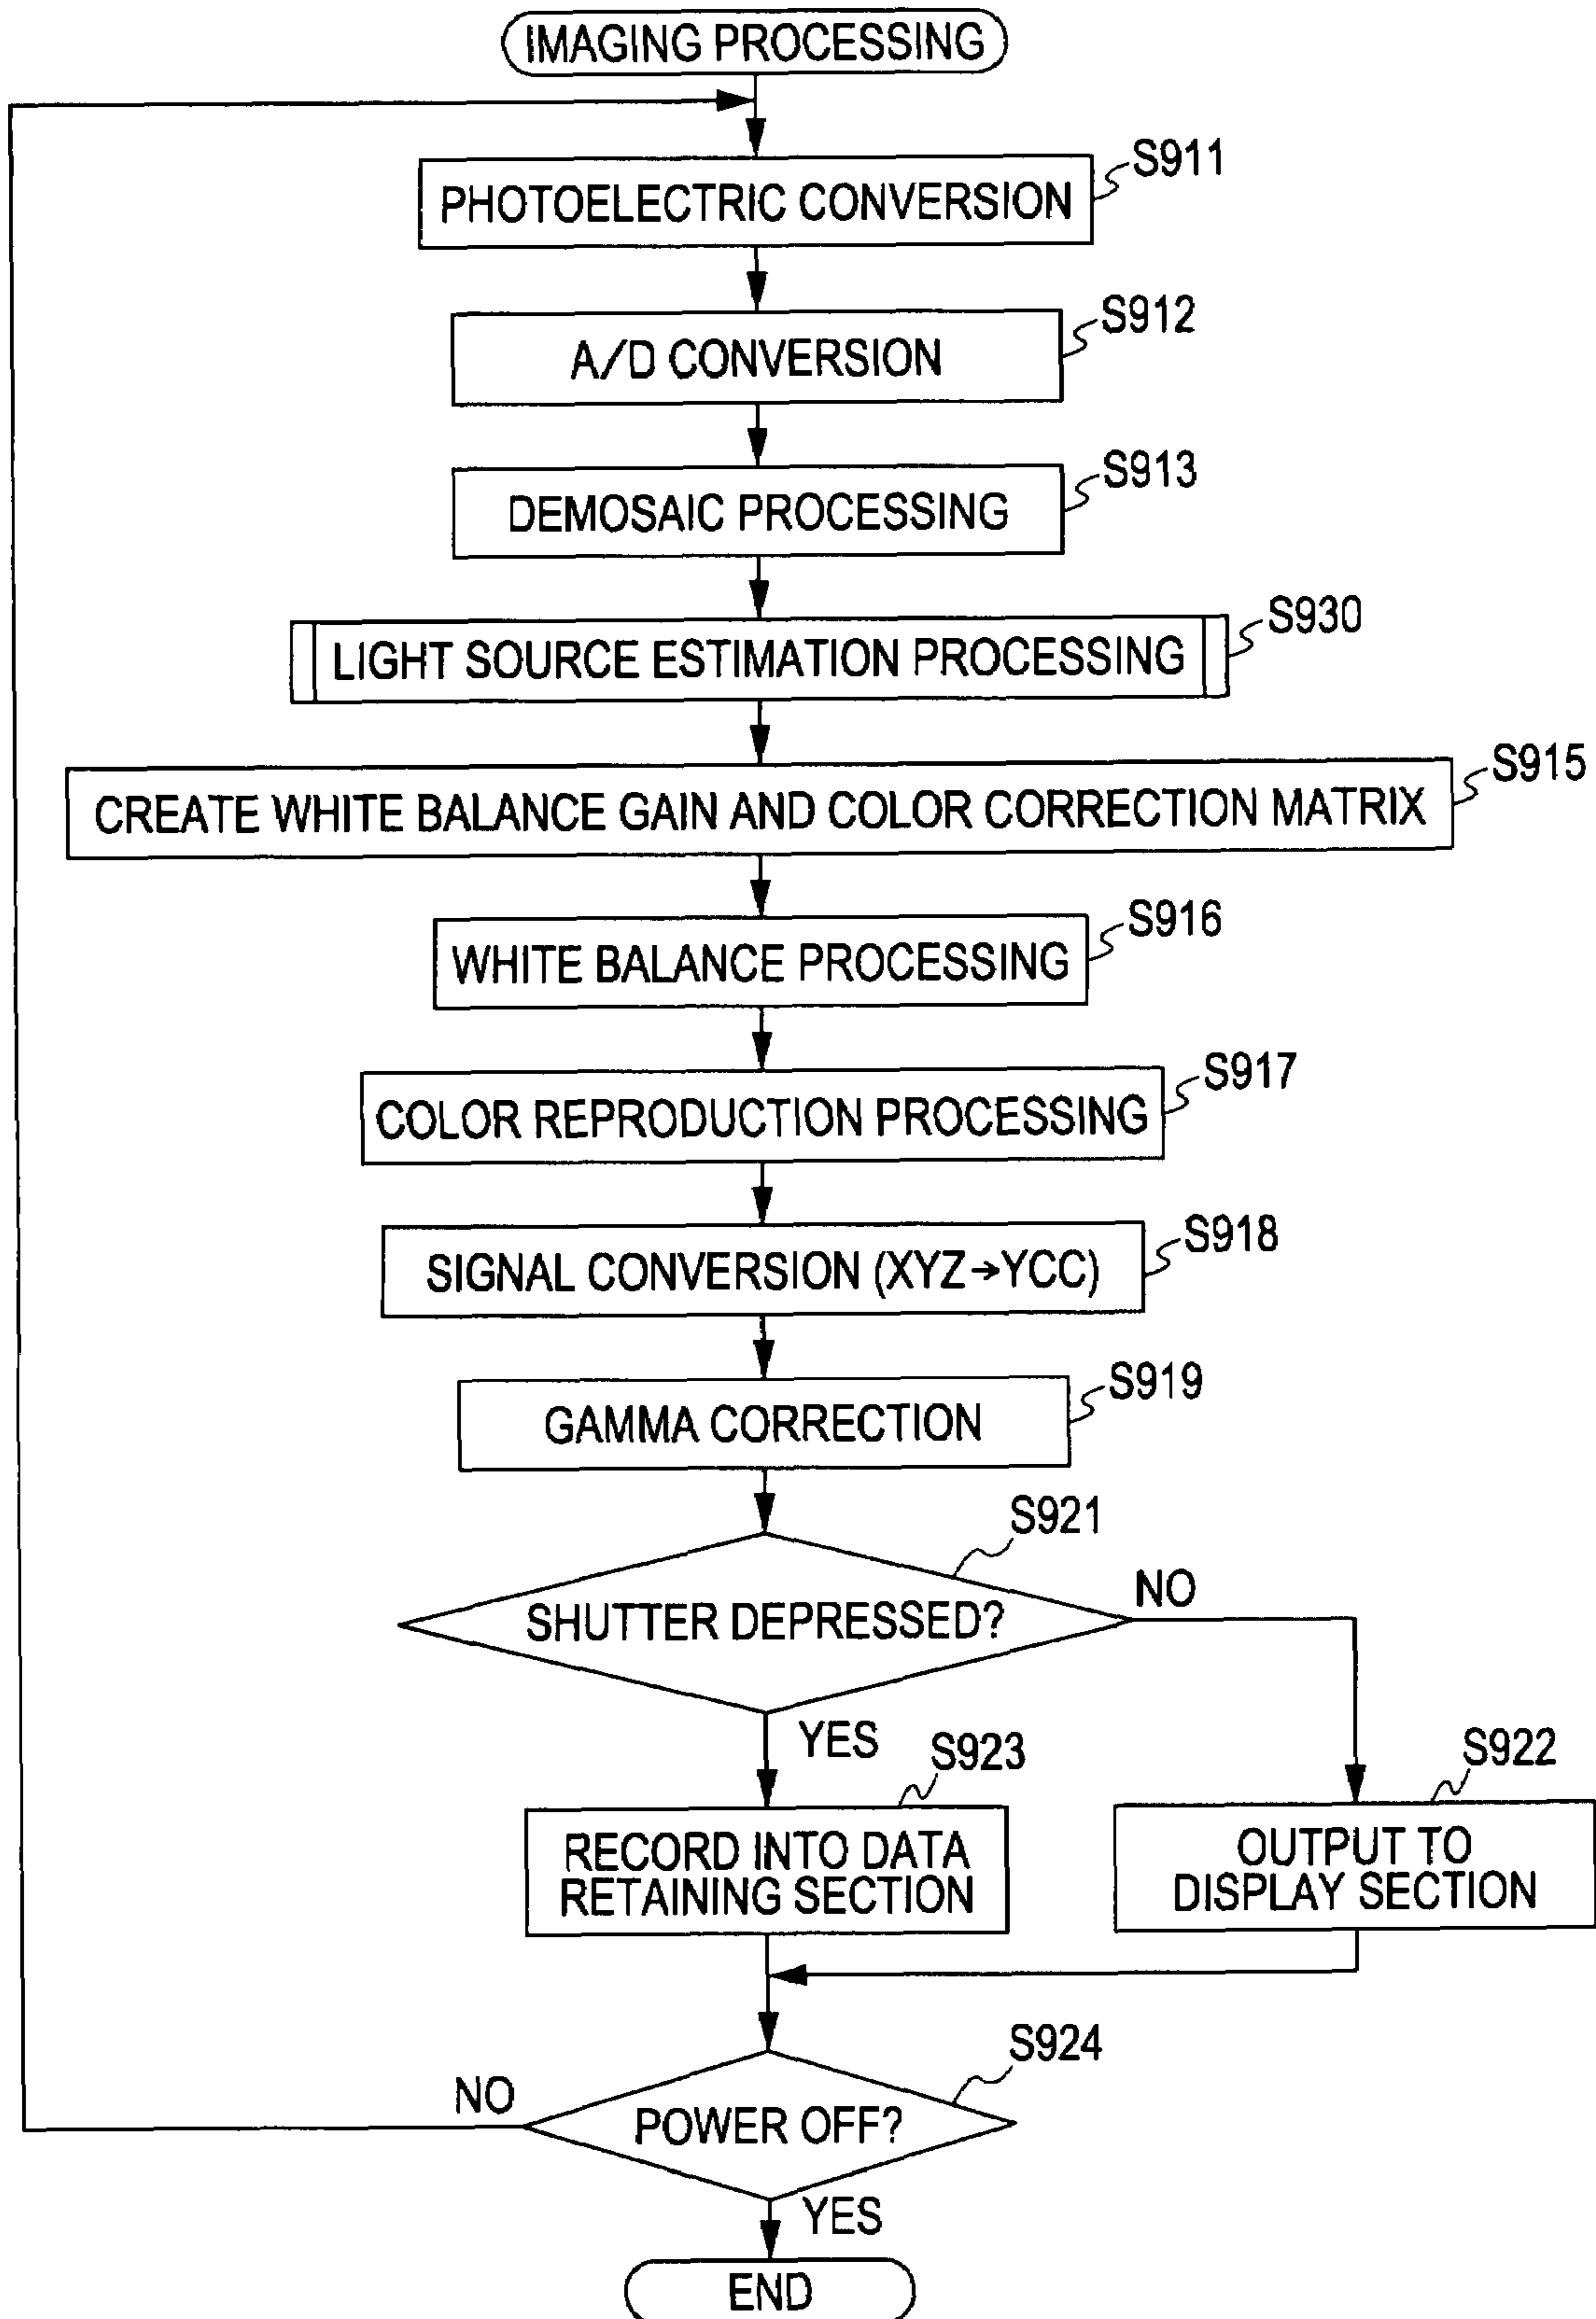 IMAGING PROCESSING
S911
PHOTOELECTRIC CONVERSION
S912
A/D CONVERSION
S913
DEMOSAIC PROCESSING
S930
LIGHT SOURCE ESTIMATION PROCESSING
S915
CREATE WHITE BALANCE GAIN AND COLOR CORRECTION MATRIX
S916
WHITE BALANCE PROCESSING
S917
COLOR REPRODUCTION PROCESSING
S918
SIGNAL CONVERSION (XYZ→YCC)
S919
GAMMA CORRECTION
S921
SHUTTER DEPRESSED?
NO
YES
S923
RECORD INTO DATA
RETAINING SECTION
S922
OUTPUT TO
DISPLAY SECTION
S924
POWER OFF?
NO
YES
END